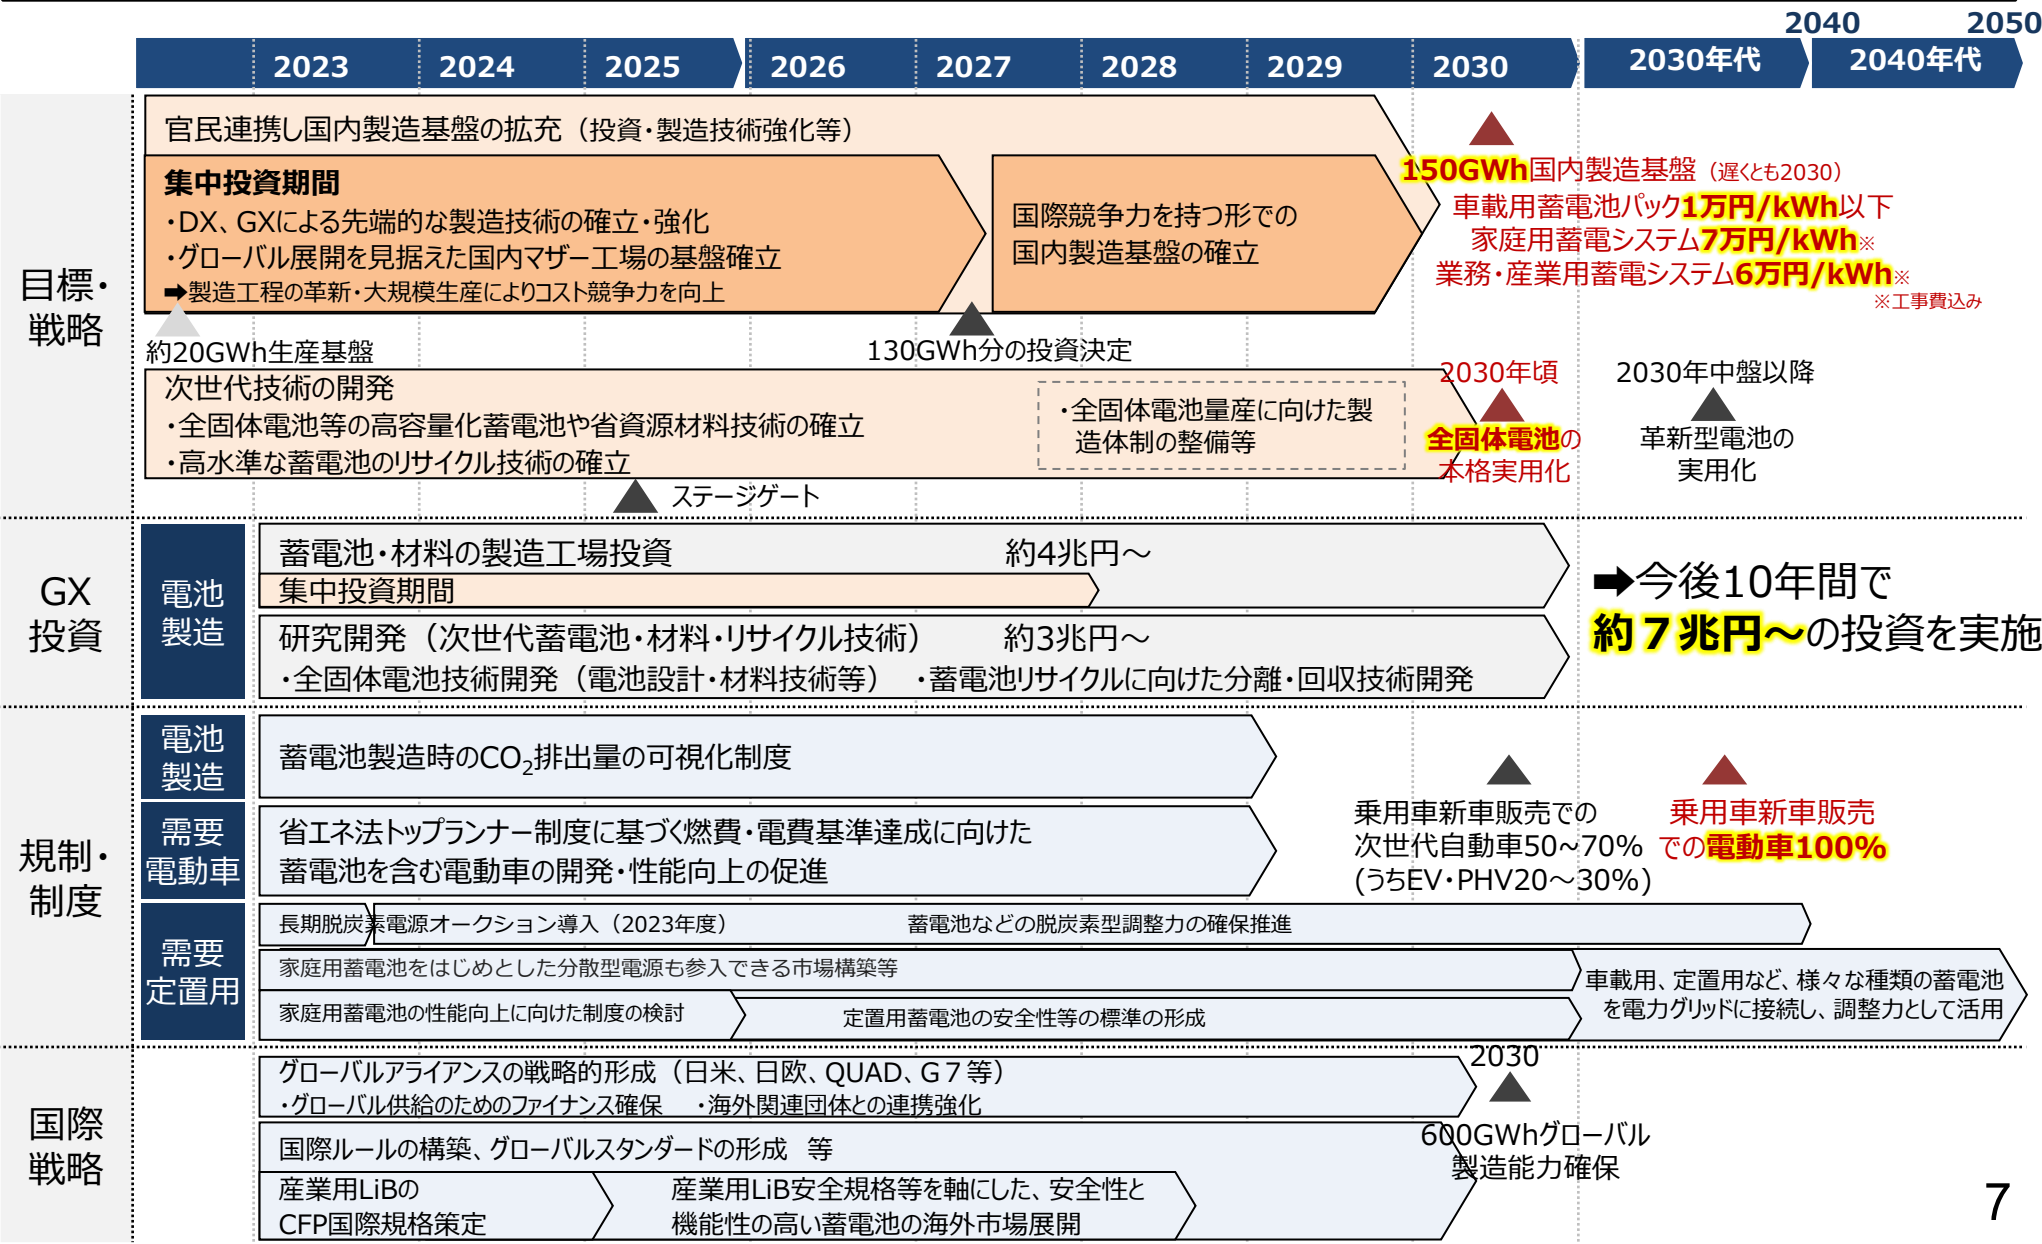 2040
2050
2023
2024
2025
2026
2027
2028
2029
2030
2030年代
2040年代
目標・
戦略
官民連携し国内製造基盤の拡充（投資・製造技術強化等）
集中投資期間
・DX、GXによる先端的な製造技術の確立・強化
・グローバル展開を見据えた国内マザー工場の基盤確立
➡製造工程の革新・大規模生産によりコスト競争力を向上
国際競争力を持つ形での
国内製造基盤の確立
150GWh国内製造基盤（遅くとも2030）
車載用蓄電池パック1万円/kWh以下
家庭用蓄電システム7万円/kWh※
業務・産業用蓄電システム6万円/kWh※
※工事費込み
約20GWh生産基盤
130GWh分の投資決定
次世代技術の開発
・全固体電池等の高容量化蓄電池や省資源材料技術の確立
・高水準な蓄電池のリサイクル技術の確立
・全固体電池量産に向けた製
造体制の整備等
2030年頃
全固体電池の
本格実用化
2030年中盤以降
革新型電池の
実用化
ステージゲート
GX
投資
電池
製造
蓄電池・材料の製造工場投資 約4兆円～
集中投資期間
研究開発（次世代蓄電池・材料・リサイクル技術） 約3兆円～
・全固体電池技術開発（電池設計・材料技術等） ・蓄電池リサイクルに向けた分離・回収技術開発
➡今後10年間で
約７兆円～の投資を実施
規制・
制度
電池
製造
蓄電池製造時のCO2排出量の可視化制度
需要
電動車
省エネ法トップランナー制度に基づく燃費・電費基準達成に向けた
蓄電池を含む電動車の開発・性能向上の促進
乗用車新車販売での
次世代自動車50~70%
(うちEV・PHV20～30%)
乗用車新車販売
での電動車100%
需要
定置用
長期脱炭素電源オークション導入（2023年度）
蓄電池などの脱炭素型調整力の確保推進
家庭用蓄電池をはじめとした分散型電源も参入できる市場構築等
家庭用蓄電池の性能向上に向けた制度の検討
定置用蓄電池の安全性等の標準の形成
車載用、定置用など、様々な種類の蓄電池
を電力グリッドに接続し、調整力として活用
国際
戦略
グローバルアライアンスの戦略的形成（日米、日欧、QUAD、G７等）
・グローバル供給のためのファイナンス確保 ・海外関連団体との連携強化
国際ルールの構築、グローバルスタンダードの形成 等
産業用LiBの
CFP国際規格策定
産業用LiB安全規格等を軸にした、安全性と
機能性の高い蓄電池の海外市場展開
2030
600GWhグローバル
製造能力確保
7